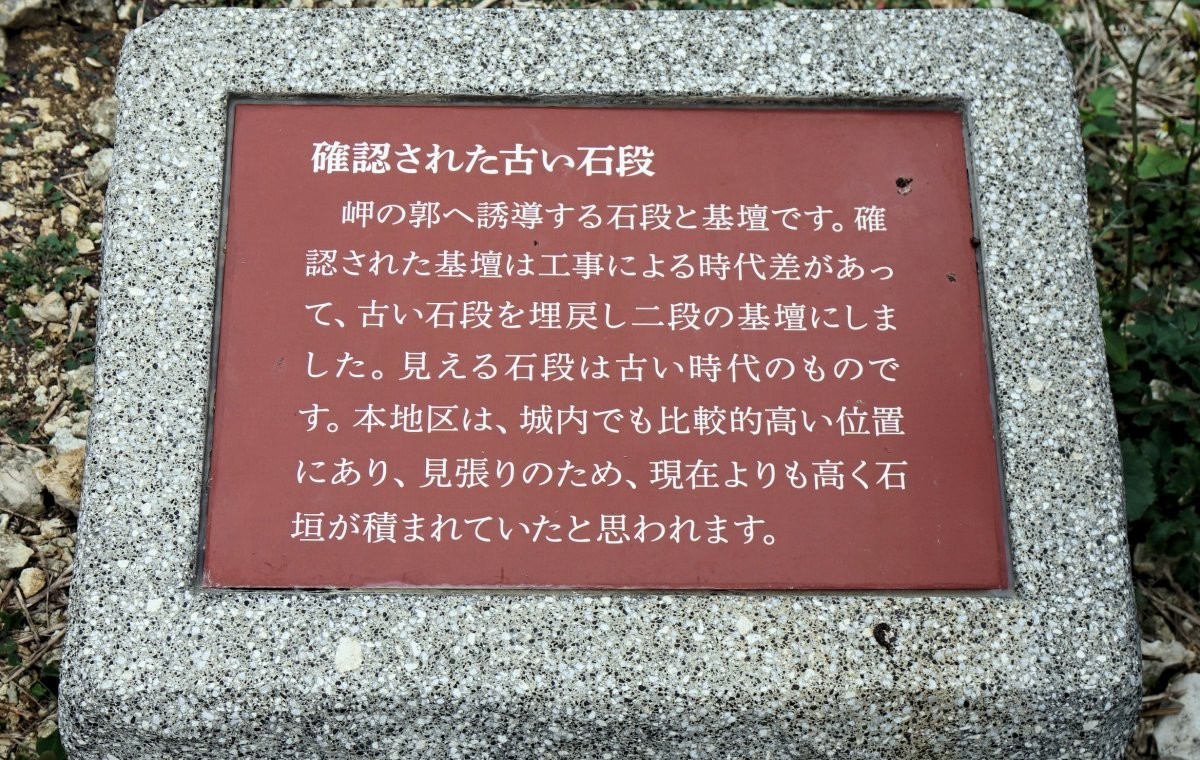 確認された古い石段
岬の郭へ誘導する石段と基壇です。確
認された基壇は工事による時代差があっ
て、古い石段を埋戻し二段の基壇にしま
した。見える石段は古い時代のもので
す。本地区は、城内でも比較的高い位置
にあり、見張りのため、現在よりも高く石
垣が積まれていたと思われます。